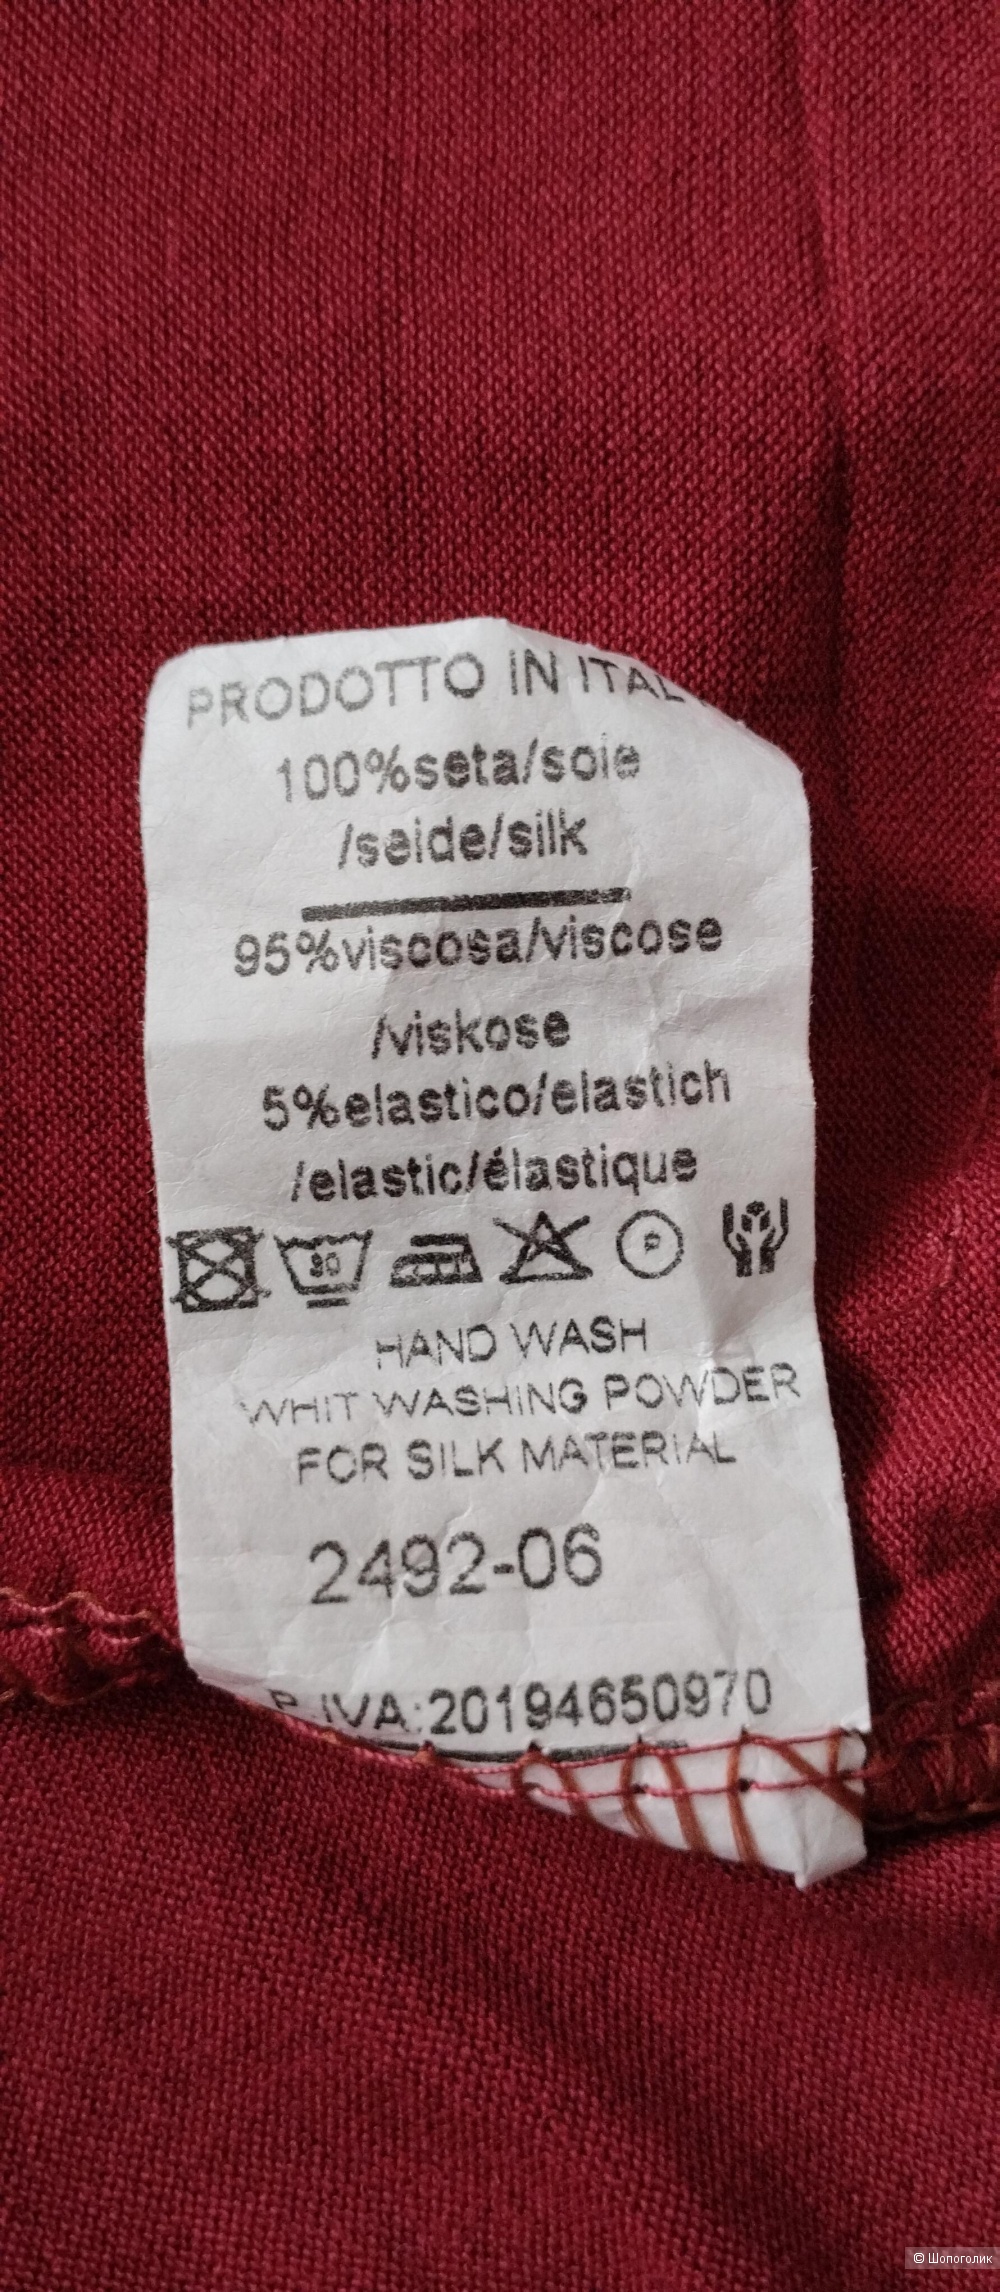 PRODOTTO IN ITAL
100%seta/soie
/seide/silk
95%viscosa/viscose
/viskose
5%elastico/elastich
/elastic/élastique
30
P
HAND WASH
WHIT WASHING POWDER
FOR SILK MATERIAL
2492-06
P.IVA:20194650970
© Шопоголик